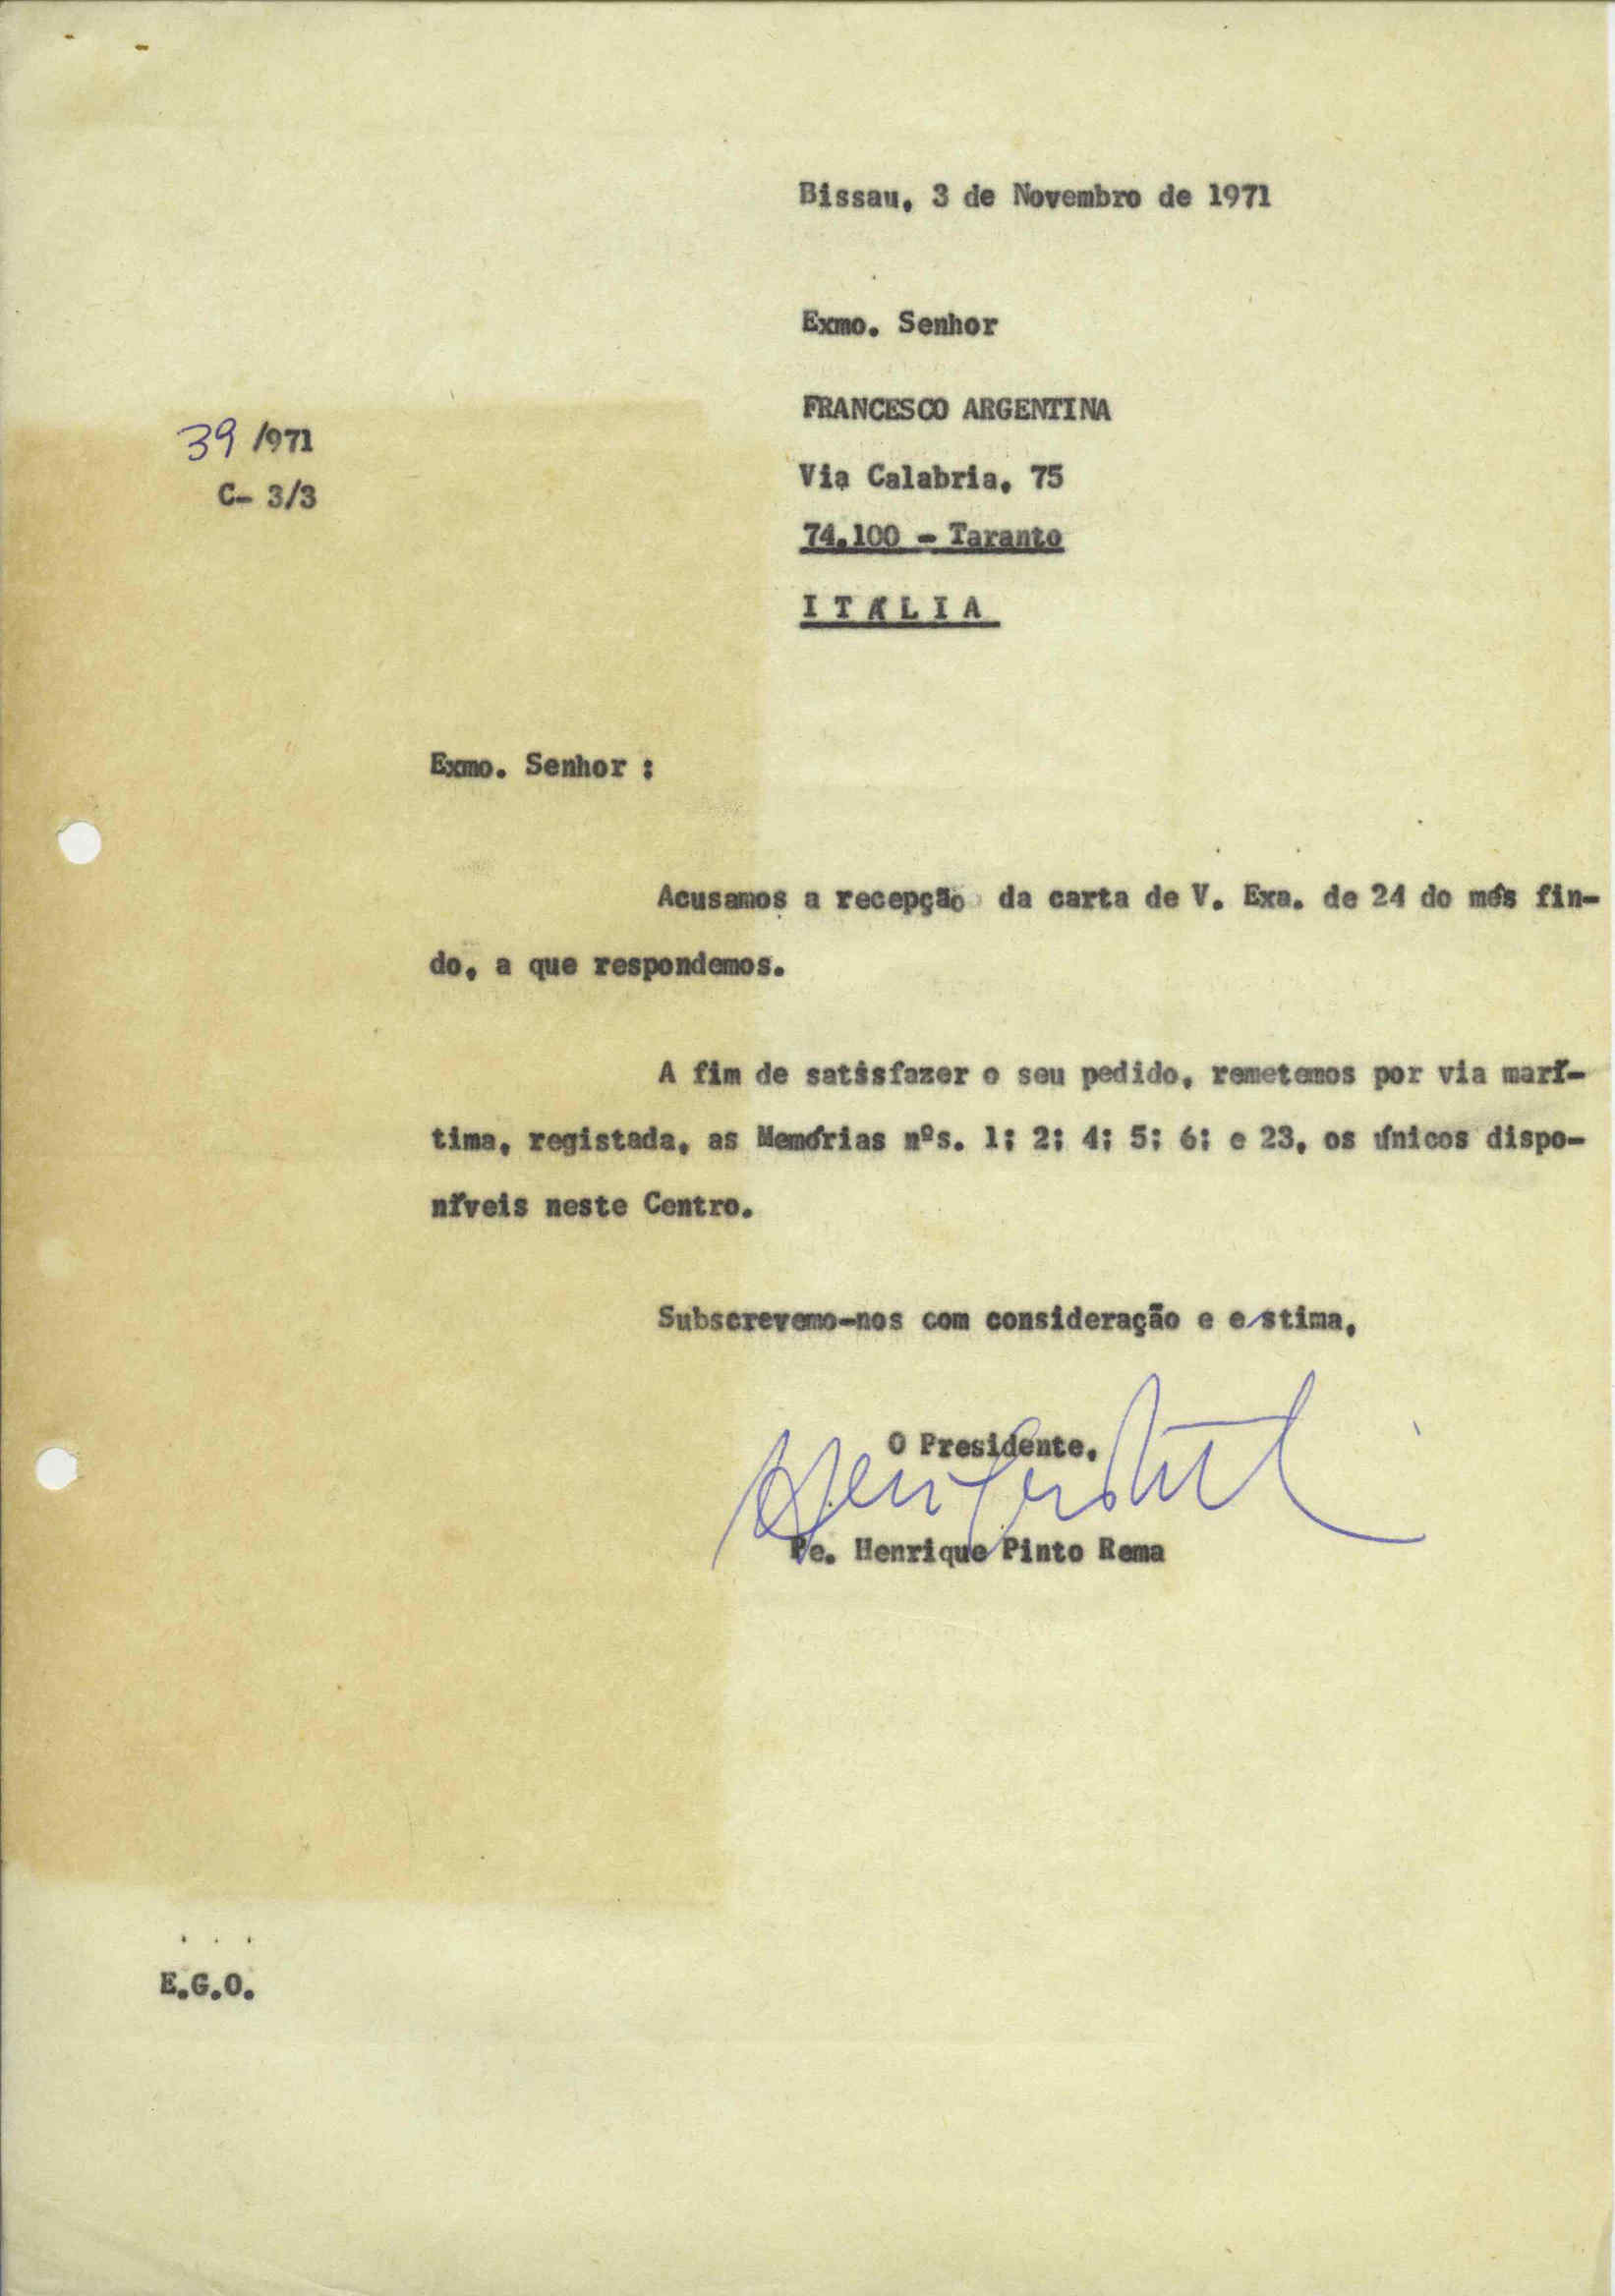 Bissau, 3 de Novembro de 1971
Exmo. Senhor
FRANCESCO ARGENTINA
39 /971
Via Calabria, 75
C- 3/3
74.100 - Taranto
I T Á L I A
Exmo. Senhor :
Acusamos a recepção da carta de V. Exa. de 24 do mês fin-
do, a que respondemos.
A fim de satisfazer o seu pedido, remetemos por via marí-
tima, registada, as Memórias nºs. 1; 2; 4; 5; 6; e 23, os únicos dispo-
níveis neste Centro.
Subscrevemo-nos com consideração e estima,
O Presidente,
Pe. Henrique Pinto Rema
. . .
E.G.O.